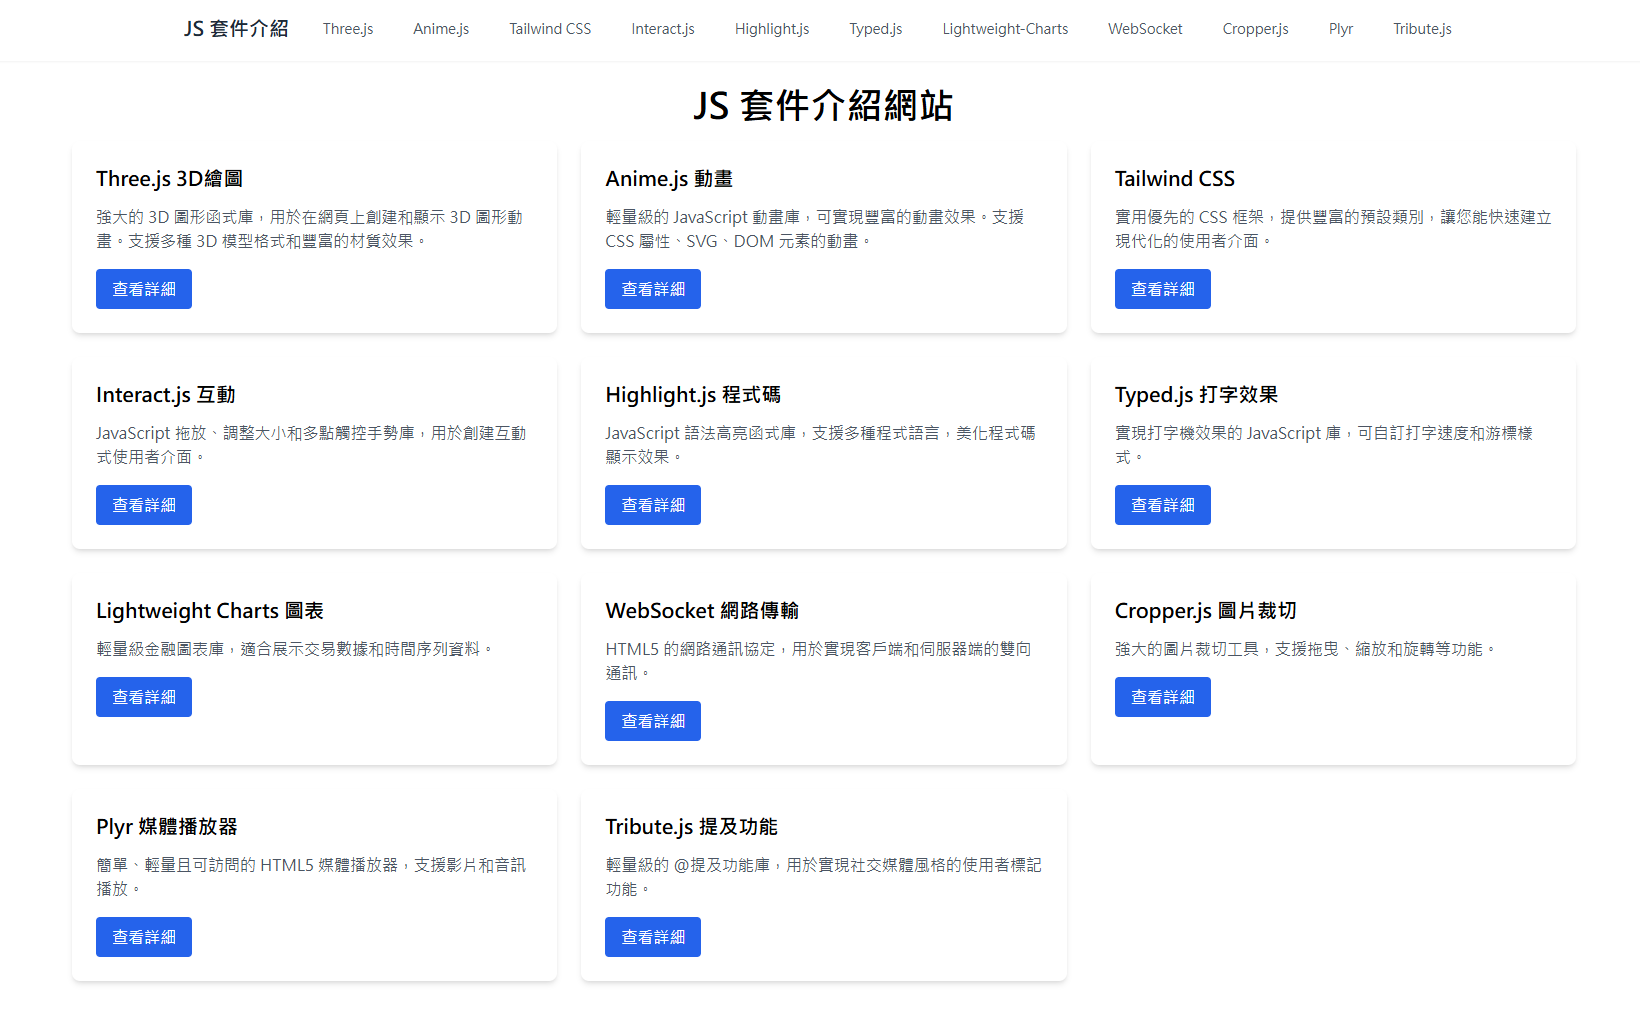 JS 套件介紹 Three.js Anime.js Tailwind CSS Interact.js Highlight.js Typed.js Lightweight-Charts WebSocket Cropper.js Plyr Tribute.js
JS 套件介紹網站
Three.js 3D繪圖
強大的 3D 圖形函式庫，用於在網頁上創建和顯示 3D 圖形動
畫。支援多種 3D 模型格式和豐富的材質效果。
查看詳細
Anime.js 動畫
輕量級的 JavaScript 動畫庫，可實現豐富的動畫效果。支援
CSS 屬性、SVG、DOM 元素的動畫。
查看詳細
Tailwind CSS
實用優先的 CSS 框架，提供豐富的預設類別，讓您能快速建立
現代化的使用者介面。
查看詳細
Interact.js 互動
JavaScript 拖放、調整大小和多點觸控手勢庫，用於創建互動
式使用者介面。
查看詳細
Highlight.js 程式碼
JavaScript 語法高亮函式庫，支援多種程式語言，美化程式碼
顯示效果。
查看詳細
Typed.js 打字效果
實現打字機效果的 JavaScript 庫，可自訂打字速度和游標樣
式。
查看詳細
Lightweight Charts 圖表
輕量級金融圖表庫，適合展示交易數據和時間序列資料。
查看詳細
WebSocket 網路傳輸
HTML5 的網路通訊協定，用於實現客戶端和伺服器端的雙向
通訊。
查看詳細
Cropper.js 圖片裁切
強大的圖片裁切工具，支援拖曳、縮放和旋轉等功能。
查看詳細
Plyr 媒體播放器
簡單、輕量且可訪問的 HTML5 媒體播放器，支援影片和音訊
播放。
查看詳細
Tribute.js 提及功能
輕量級的 @提及功能庫，用於實現社交媒體風格的使用者標記
功能。
查看詳細